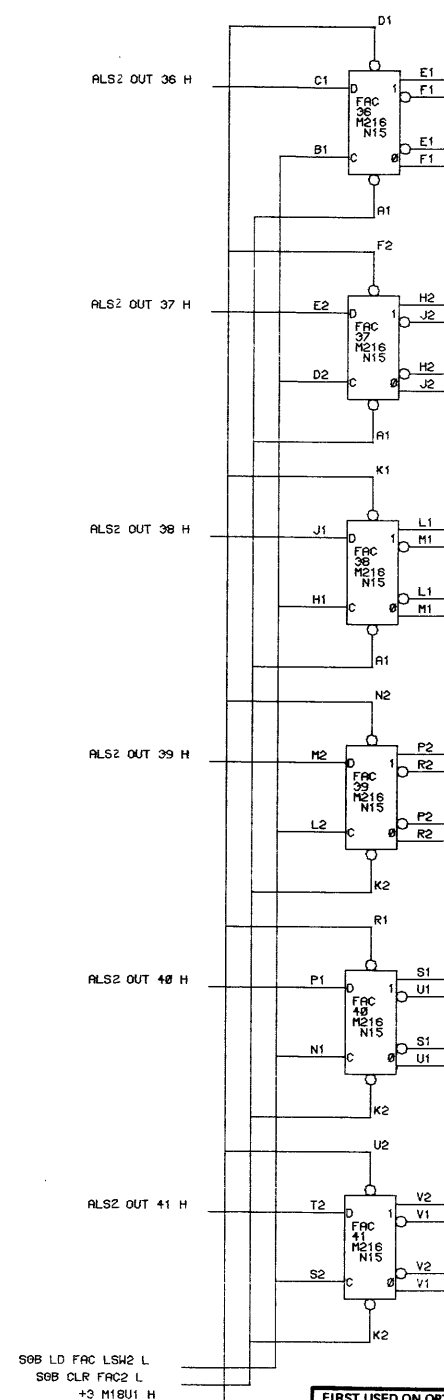 D1
ALS2 OUT 36 H
C1
D
1
E1
F1
FAC
36
M216
N15
B1
C
0
E1
F1
A1
F2
ALS2 OUT 37 H
E2
D
1
H2
J2
FAC
37
M216
N15
D2
C
0
H2
J2
A1
K1
ALS2 OUT 38 H
J1
D
1
L1
M1
FAC
38
M216
N15
H1
C
0
L1
M1
A1
N2
ALS2 OUT 39 H
M2
D
1
P2
R2
FAC
39
M216
N15
L2
C
0
P2
R2
K2
R1
ALS2 OUT 40 H
P1
D
1
S1
U1
FAC
40
M216
N15
N1
C
0
S1
U1
K2
U2
ALS2 OUT 41 H
T2
D
1
V2
V1
FAC
41
M216
N15
S2
C
0
V2
V1
K2
S0B LD FAC LSW2 L
S0B CLR FAC2 L
+3 M18U1 H
FIRST USED ON